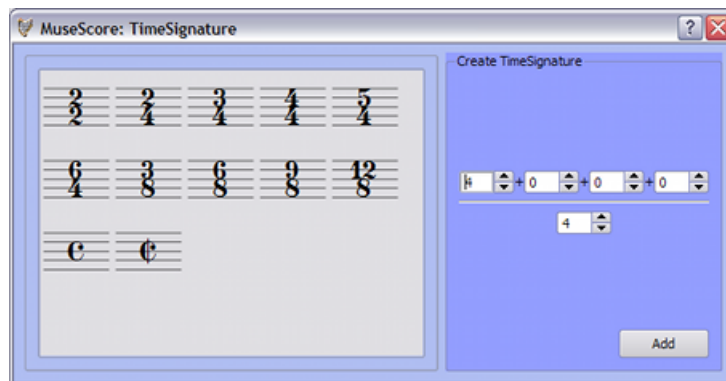 MuseScore: TimeSignature
?
Create TimeSignature
2 2 3 4 5
2 4 4 4 4
6 3 6 9 12
4 8 8 8 8
4 + 0 + 0 + 0
4
Add